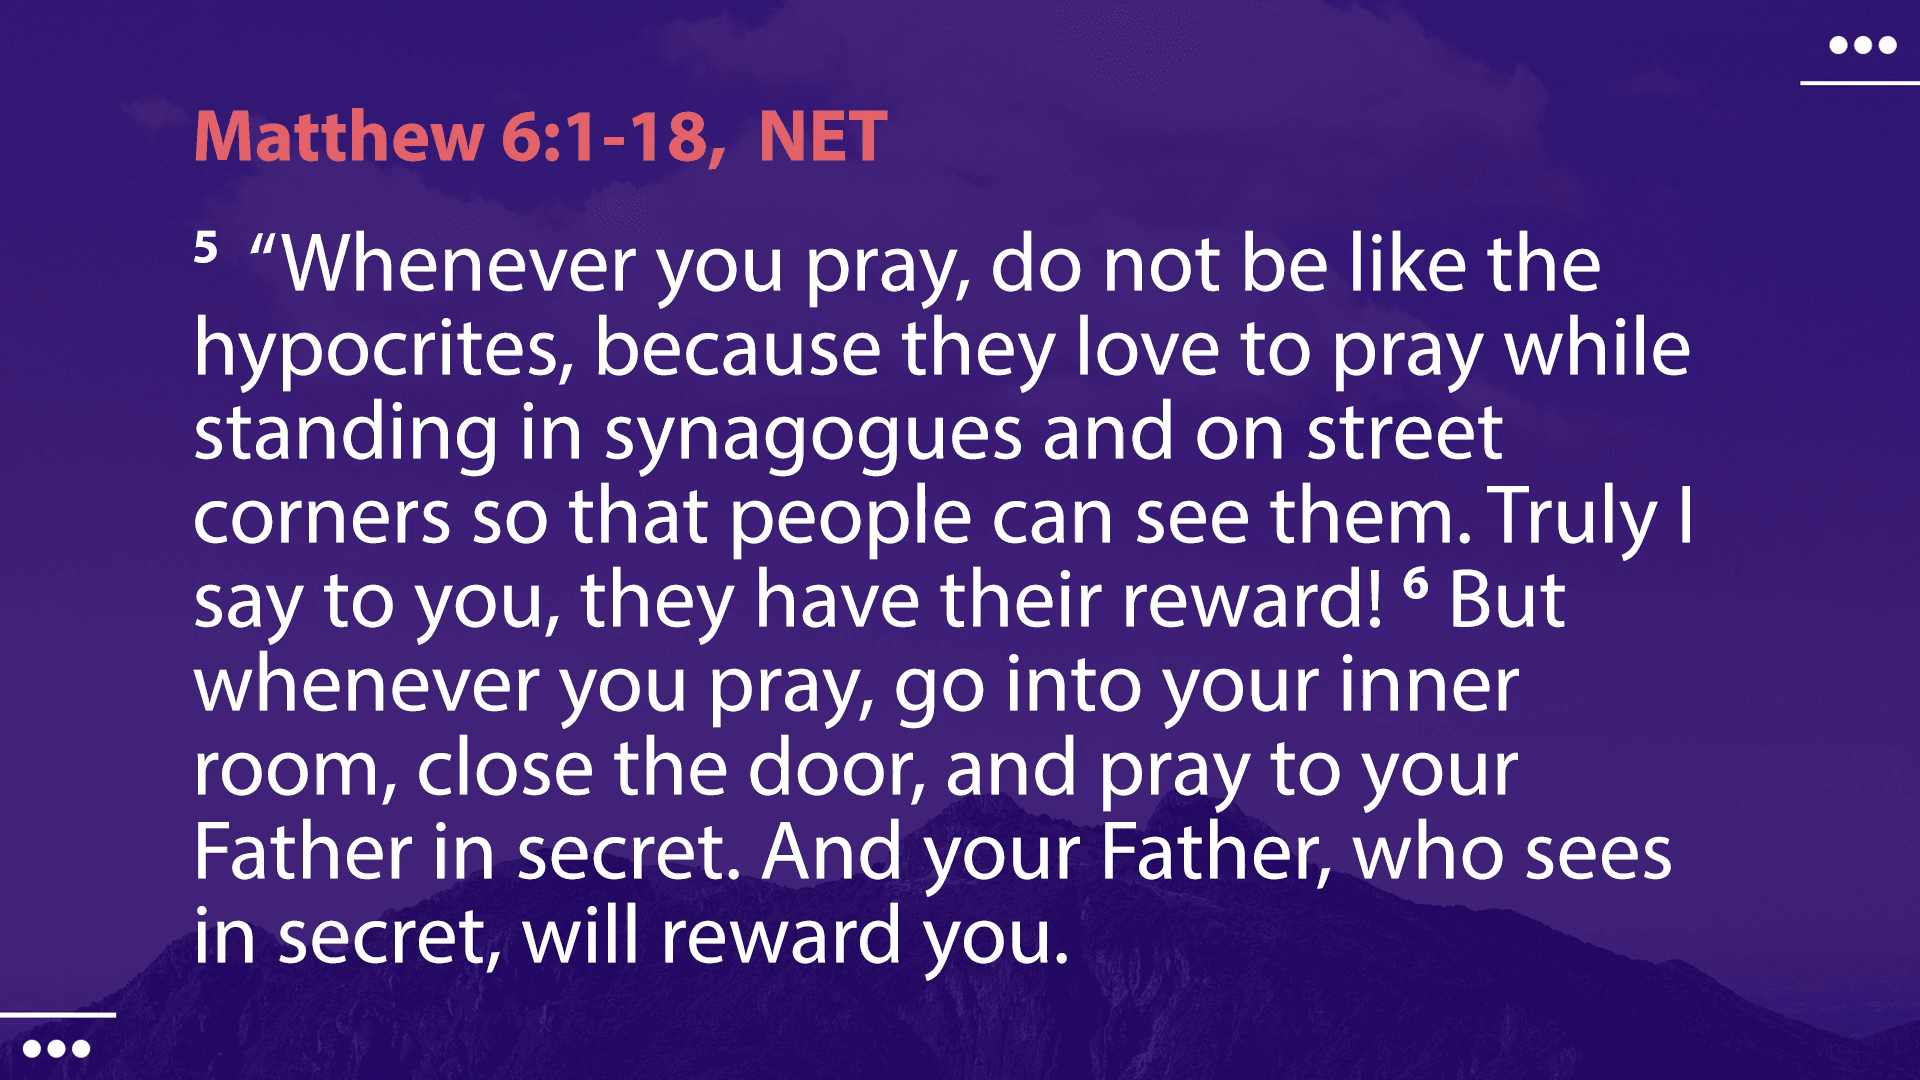 Matthew 6:1-18,  NET
5 “Whenever you pray, do not be like the
hypocrites, because they love to pray while
standing in synagogues and on street
corners so that people can see them. Truly I
say to you, they have their reward! 6 But
whenever you pray, go into your inner
room, close the door, and pray to your
Father in secret. And your Father, who sees
in secret, will reward you.